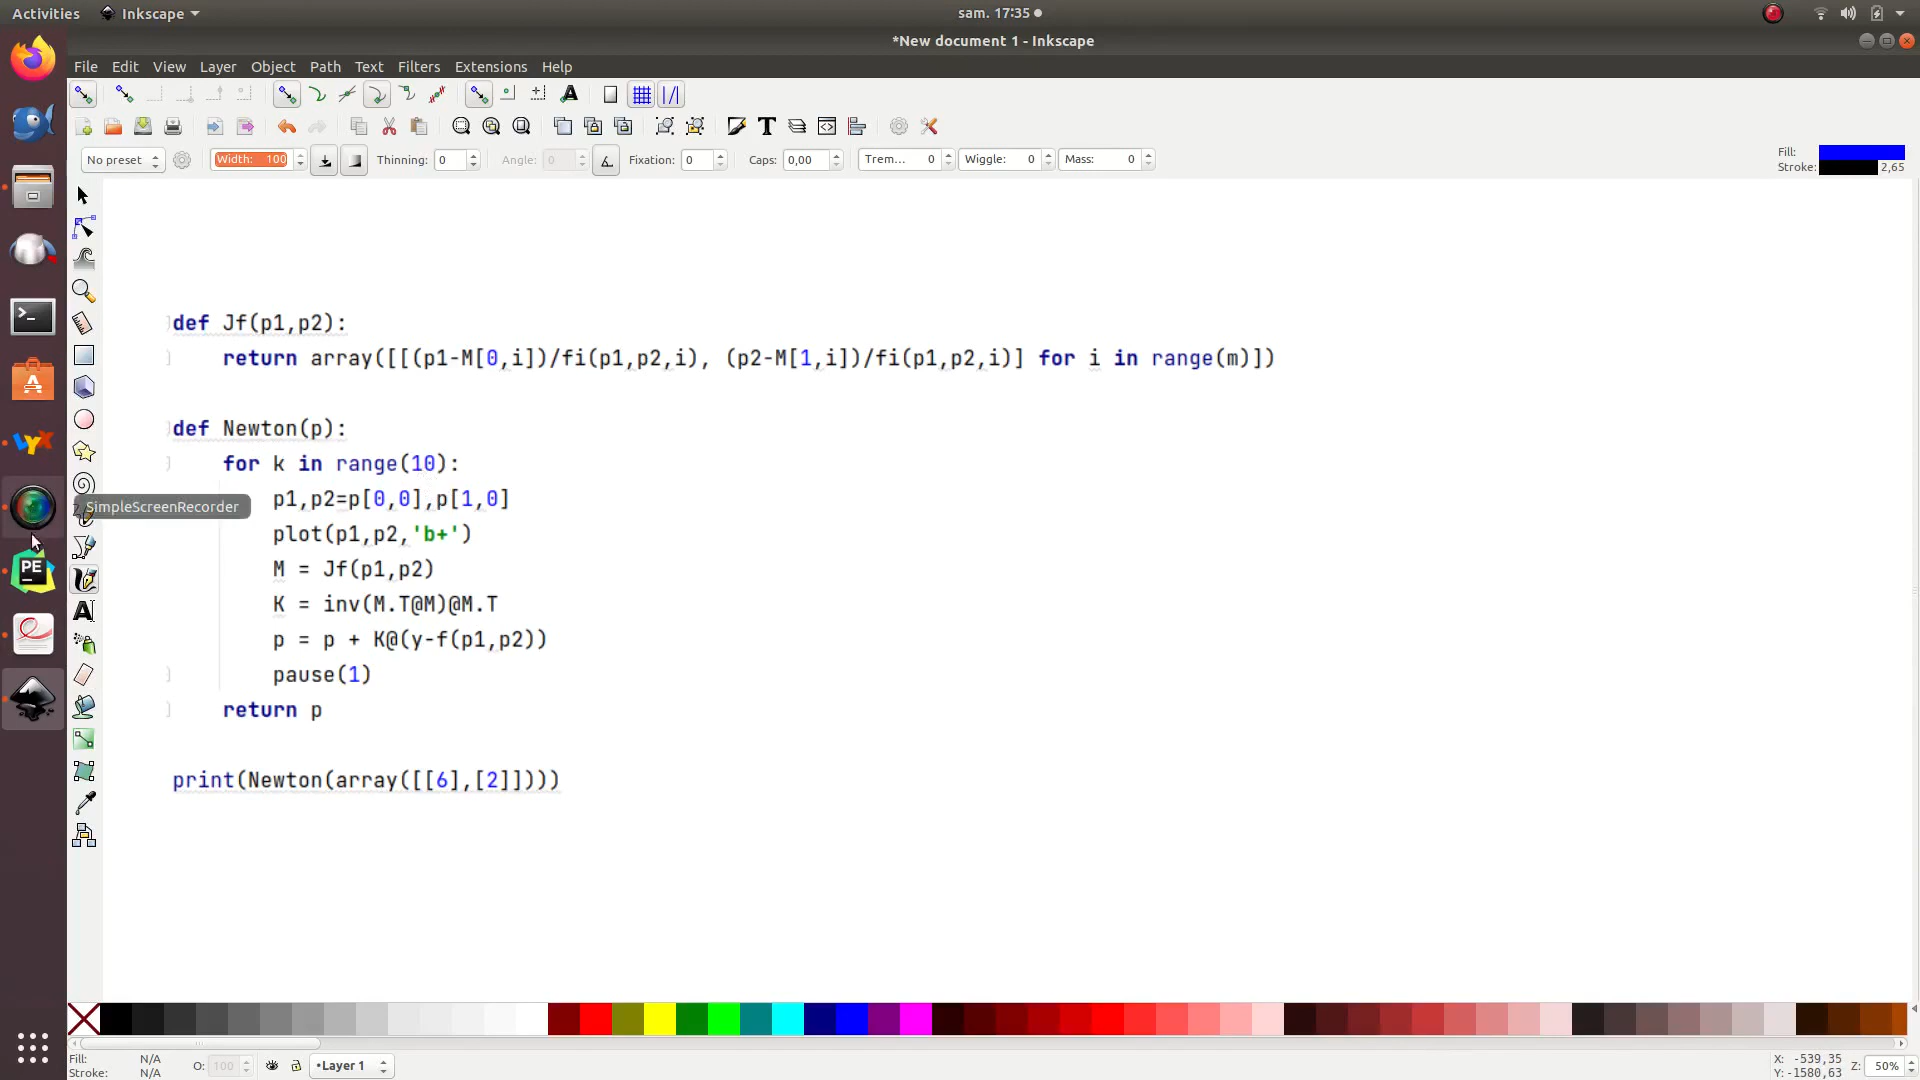 Activities Inkscape sam. 17:35
*New document 1 - Inkscape
File Edit View Layer Object Path Text Filters Extensions Help
No preset Width: 100 Thinning: 0 Angle: 0 Fixation: 0 Caps: 0,00 Trem... 0 Wiggle: 0 Mass: 0
Fill:
Stroke: 2,65
def Jf(p1,p2):
return array([[(p1-M[0,i])/fi(p1,p2,i), (p2-M[1,i])/fi(p1,p2,i)] for i in range(m)])
def Newton(p):
for k in range(10):
p1,p2=p[0,0],p[1,0]
SimpleScreenRecorder
plot(p1,p2,'b+')
M = Jf(p1,p2)
PE
K = inv(M.T@M)@M.T
p = p + K@(y-f(p1,p2))
pause(1)
return p
print(Newton(array([[6],[2]])))
Fill: N/A
Stroke: N/A
O: 100
•Layer 1
X: -539,35
Y: -1580,63
Z: 50%